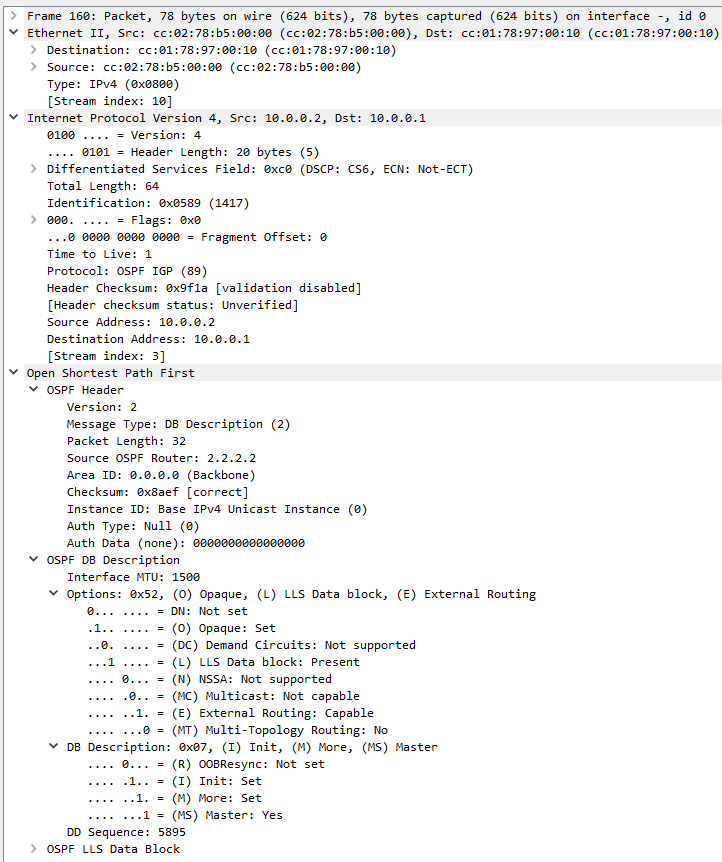 Frame 160: Packet, 78 bytes on wire (624 bits), 78 bytes captured (624 bits) on interface -, id 0
Ethernet II, Src: cc:02:78:b5:00:00 (cc:02:78:b5:00:00), Dst: cc:01:78:97:00:10 (cc:01:78:97:00:10)
Destination: cc:01:78:97:00:10 (cc:01:78:97:00:10)
Source: cc:02:78:b5:00:00 (cc:02:78:b5:00:00)
Type: IPv4 (0x0800)
[Stream index: 10]
Internet Protocol Version 4, Src: 10.0.0.2, Dst: 10.0.0.1
0100 .... = Version: 4
.... 0101 = Header Length: 20 bytes (5)
Differentiated Services Field: 0xc0 (DSCP: CS6, ECN: Not-ECT)
Total Length: 64
Identification: 0x0589 (1417)
000. .... = Flags: 0x0
...0 0000 0000 0000 = Fragment Offset: 0
Time to Live: 1
Protocol: OSPF IGP (89)
Header Checksum: 0x9f1a [validation disabled]
[Header checksum status: Unverified]
Source Address: 10.0.0.2
Destination Address: 10.0.0.1
[Stream index: 3]
Open Shortest Path First
OSPF Header
Version: 2
Message Type: DB Description (2)
Packet Length: 32
Source OSPF Router: 2.2.2.2
Area ID: 0.0.0.0 (Backbone)
Checksum: 0x8aef [correct]
Instance ID: Base IPv4 Unicast Instance (0)
Auth Type: Null (0)
Auth Data (none): 0000000000000000
OSPF DB Description
Interface MTU: 1500
Options: 0x52, (O) Opaque, (L) LLS Data block, (E) External Routing
0... .... = DN: Not set
.1.. .... = (O) Opaque: Set
..0. .... = (DC) Demand Circuits: Not supported
...1 .... = (L) LLS Data block: Present
.... 0... = (N) NSSA: Not supported
.... .0.. = (MC) Multicast: Not capable
.... ..1. = (E) External Routing: Capable
.... ...0 = (MT) Multi-Topology Routing: No
DB Description: 0x07, (I) Init, (M) More, (MS) Master
.... 0... = (R) OOBResync: Not set
.... .1.. = (I) Init: Set
.... ..1. = (M) More: Set
.... ...1 = (MS) Master: Yes
DD Sequence: 5895
OSPF LLS Data Block